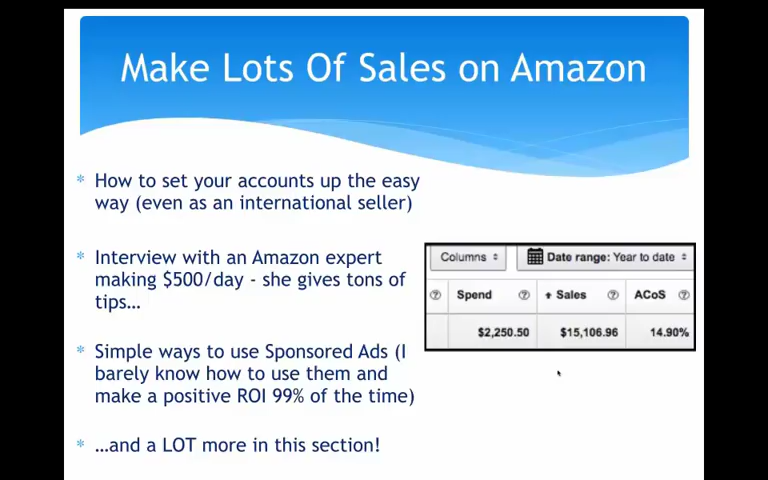 Make Lots Of Sales on Amazon
* How to set your accounts up the easy
way (even as an international seller)
* Interview with an Amazon expert
making $500/day - she gives tons of
tips…
* Simple ways to use Sponsored Ads (I
barely know how to use them and
make a positive ROI 99% of the time)
* …and a LOT more in this section!
Columns Date range: Year to date
? Spend ? Sales ? ACoS ?
$2,250.50 $15,106.96 14.90%